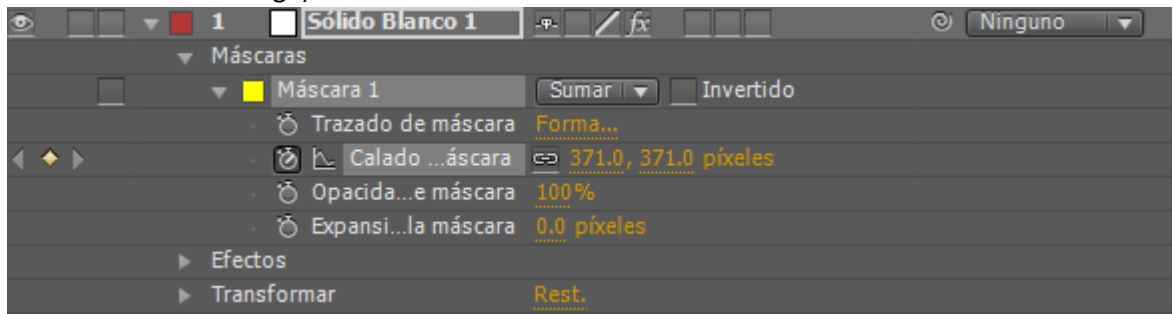 1 Sólido Blanco 1 fx Ninguno
Máscaras
Máscara 1 Sumar Invertido
Trazado de máscara Forma...
Calado ...áscara 371.0, 371.0 píxeles
Opacida...e máscara 100%
Expansi...la máscara 0.0 píxeles
Efectos
Transformar Rest.